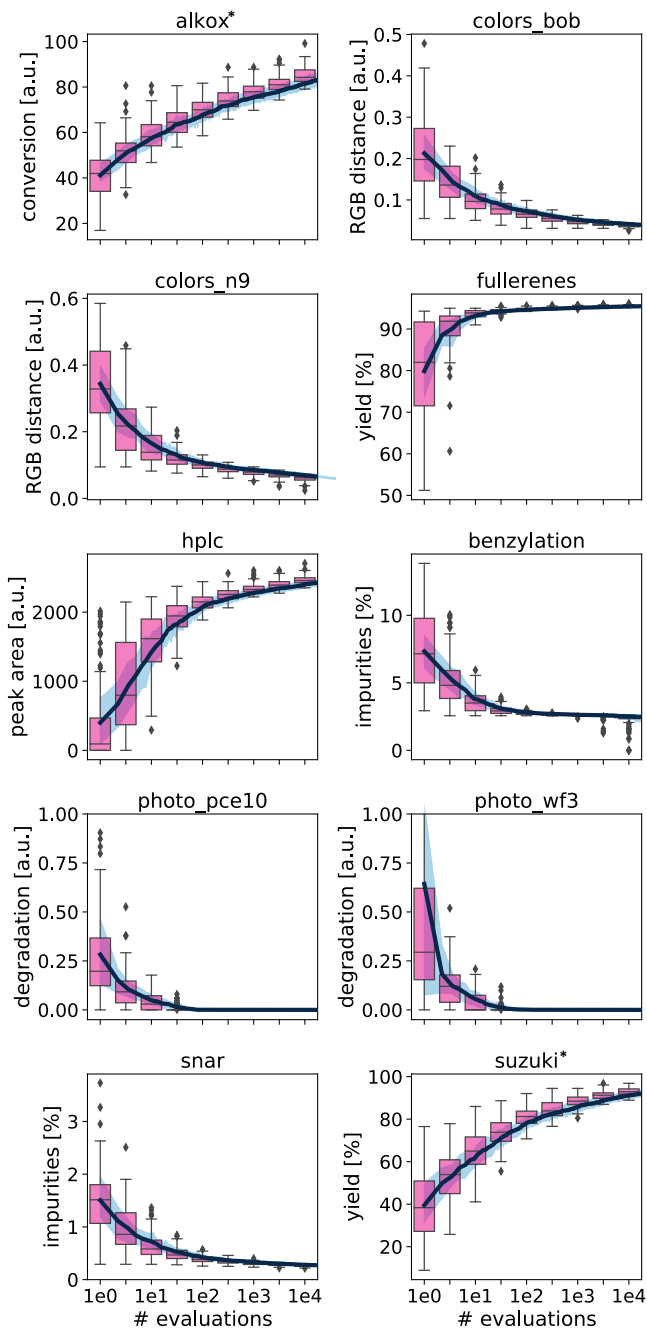 alkox*
colors_bob
100
80
60
40
20
conversion [a.u.]
0.5
0.4
0.2
0.1
0.0
RGB distance [a.u.]
colors_n9
fullerenes
0.6
0.4
0.2
0.0
RGB distance [a.u.]
90
80
70
60
50
yield [%]
hplc
benzylation
2000
1000
0
peak area [a.u.]
10
5
0
impurities [%]
photo_pce10
photo_wf3
1.00
0.75
0.50
0.25
0.00
degradation [a.u.]
1.00
0.75
0.50
0.25
0.00
degradation [a.u.]
snar
suzuki*
3
2
1
0
impurities [%]
100
80
60
40
20
yield [%]
1e0 1e1 1e2 1e3 1e4
1e0 1e1 1e2 1e3 1e4
# evaluations
# evaluations